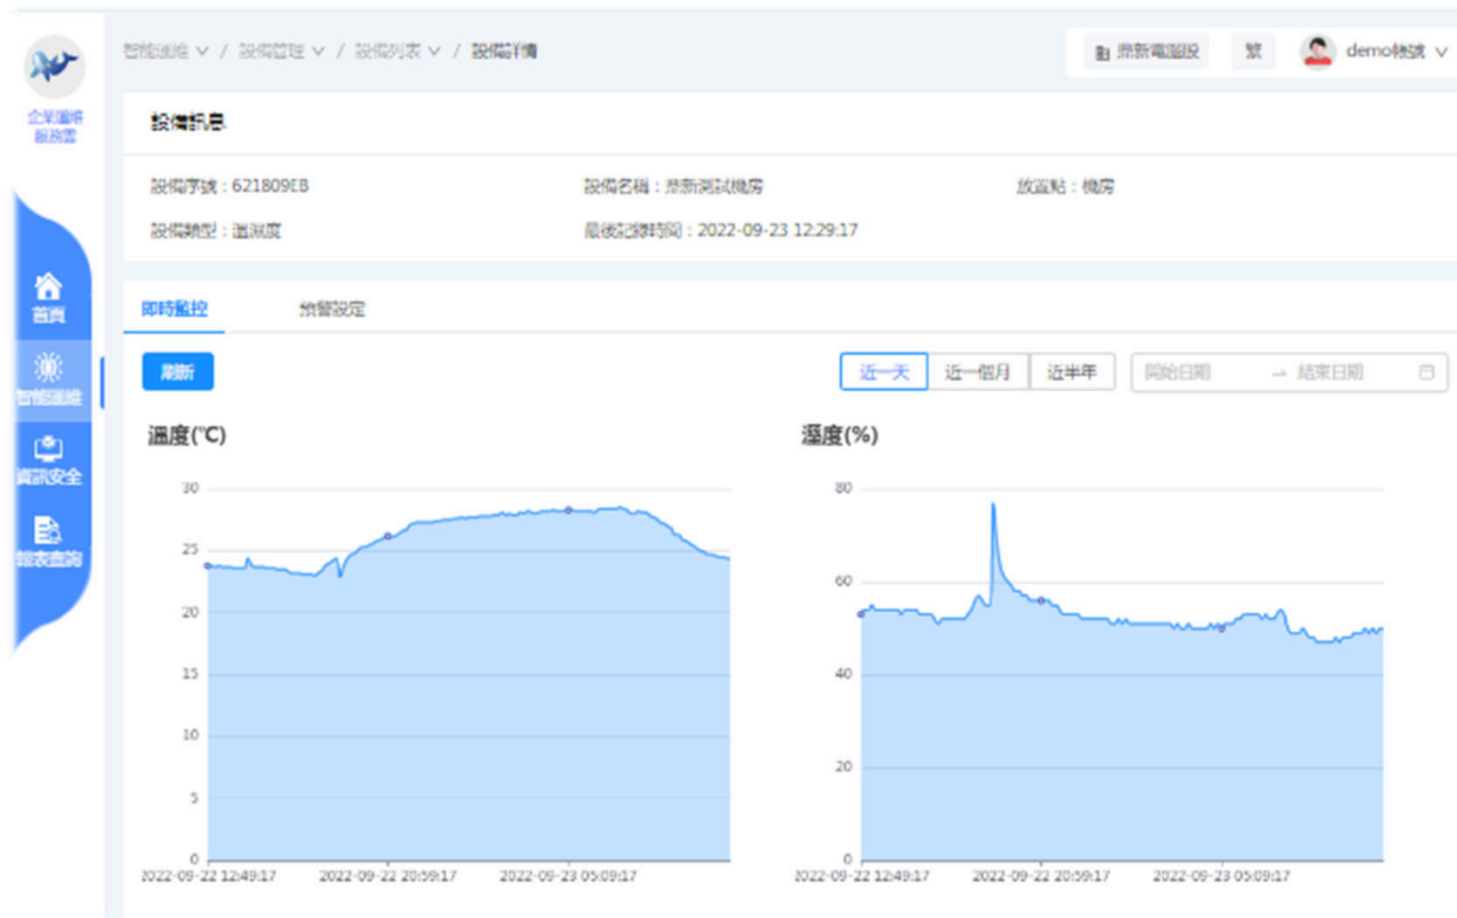 智能運維 / 設備管理 / 設備列表 / 設備詳情
鼎新電腦股
繁
demo帳號
企業運維
服務雲
設備訊息
設備序號：621809EB
設備名稱：鼎新測試機房
放置點：機房
設備類型：溫濕度
最後記錄時間：2022-09-23 12:29:17
首頁
智能運維
資訊安全
報表查詢
即時監控
預警設定
刷新
近一天
近一個月
近半年
開始日期
結束日期
溫度(℃)
30
25
20
15
10
5
0
2022-09-22 12:49:17
2022-09-22 20:59:17
2022-09-23 05:09:17
溼度(%)
80
60
40
20
0
2022-09-22 12:49:17
2022-09-22 20:59:17
2022-09-23 05:09:17